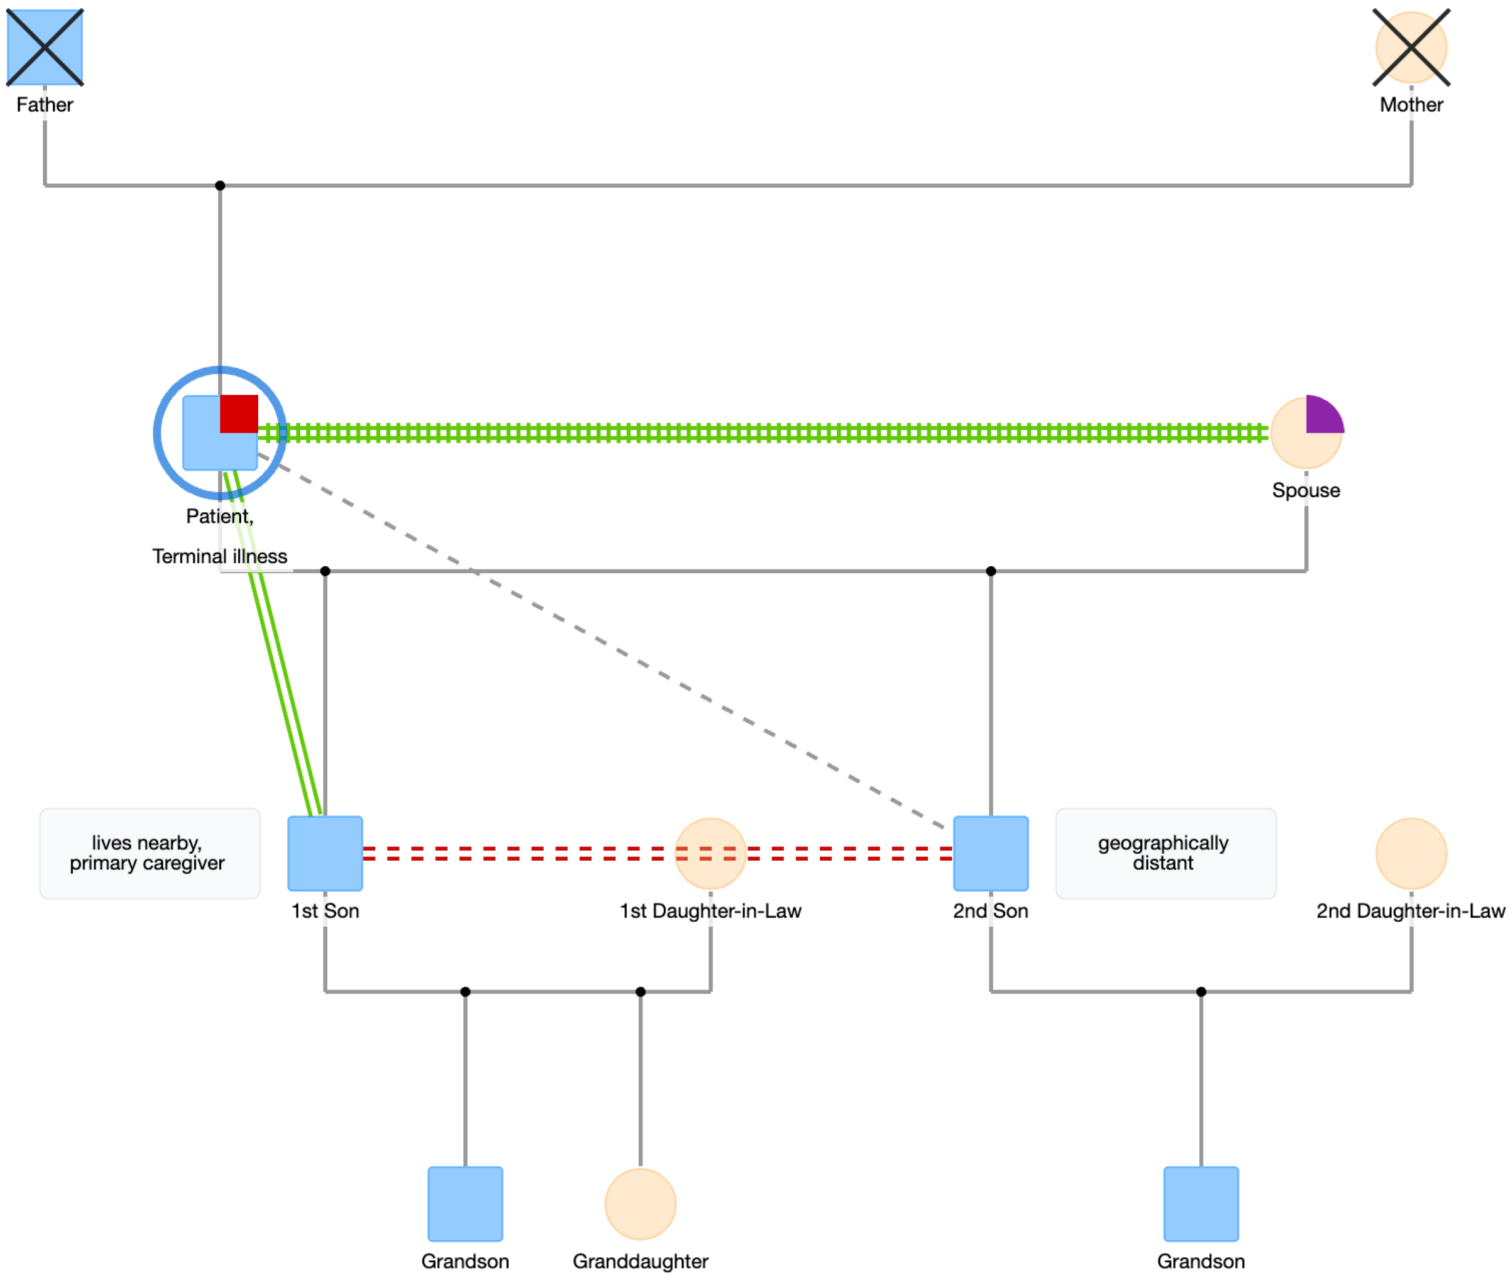 Father
Mother
Patient,
Terminal illness
Spouse
lives nearby,
primary caregiver
1st Son
1st Daughter-in-Law
2nd Son
geographically
distant
2nd Daughter-in-Law
Grandson
Granddaughter
Grandson